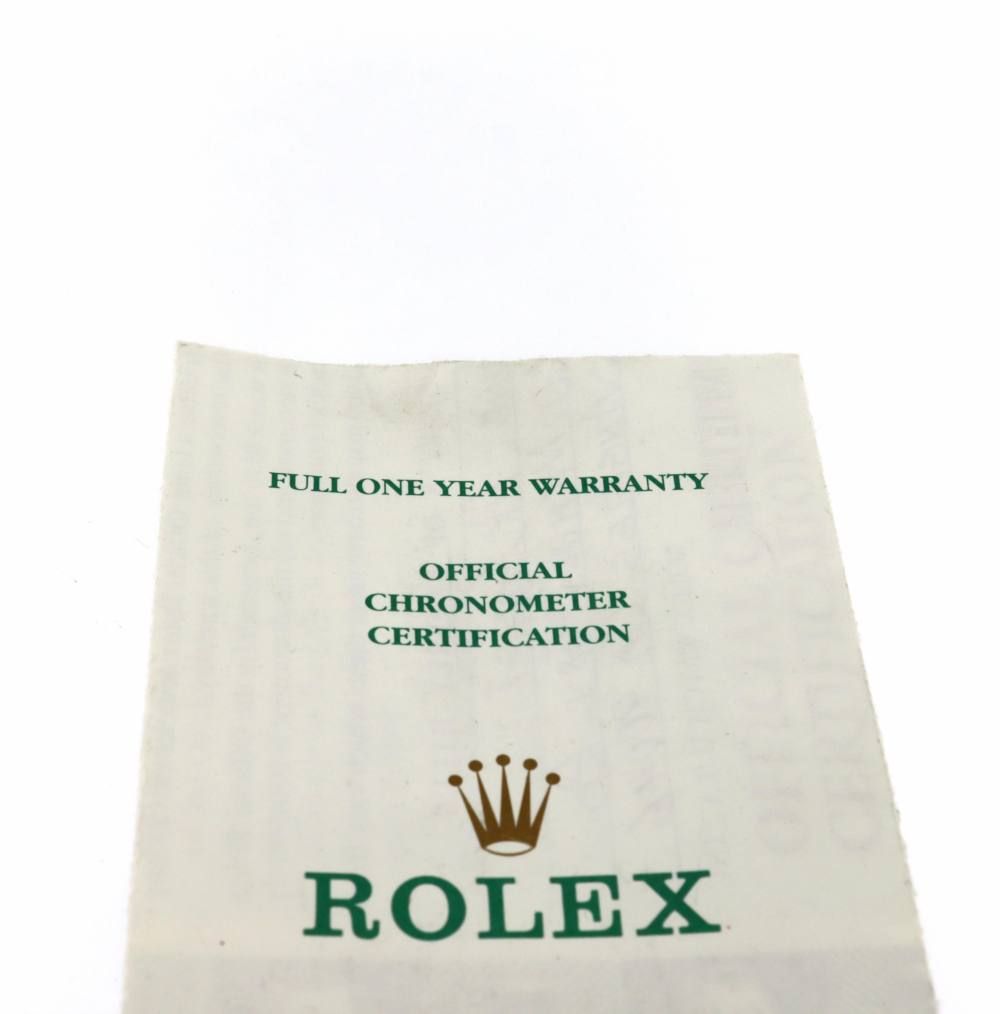 FULL ONE YEAR WARRANTY
OFFICIAL
CHRONOMETER
CERTIFICATION
ROLEX